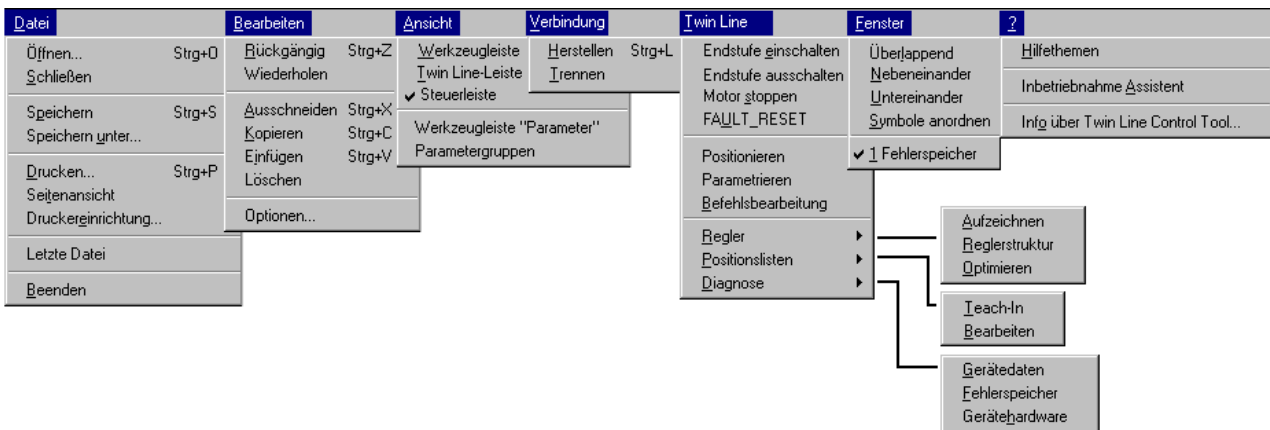 Datei
Öffnen... Strg+O
Schließen
Speichern Strg+S
Speichern unter...
Drucken... Strg+P
Seitenansicht
Druckereinrichtung...
Letzte Datei
Beenden
Bearbeiten
Rückgängig Strg+Z
Wiederholen
Ausschneiden Strg+X
Kopieren Strg+C
Einfügen Strg+V
Löschen
Optionen...
Ansicht
Werkzeugleiste
Twin Line-Leiste
✓ Steuerleiste
Werkzeugleiste "Parameter"
Parametergruppen
Verbindung
Herstellen Strg+L
Trennen
Twin Line
Endstufe einschalten
Endstufe ausschalten
Motor stoppen
FAULT_RESET
Positionieren
Parametrieren
Befehlsbearbeitung
Regler
Positionslisten
Diagnose
Fenster
Überlappend
Nebeneinander
Untereinander
Symbole anordnen
✓ 1 Fehlerspeicher
?
Hilfethemen
Inbetriebnahme Assistent
Info über Twin Line Control Tool...
Aufzeichnen
Reglerstruktur
Optimieren
Teach-In
Bearbeiten
Gerätedaten
Fehlerspeicher
Gerätehardware